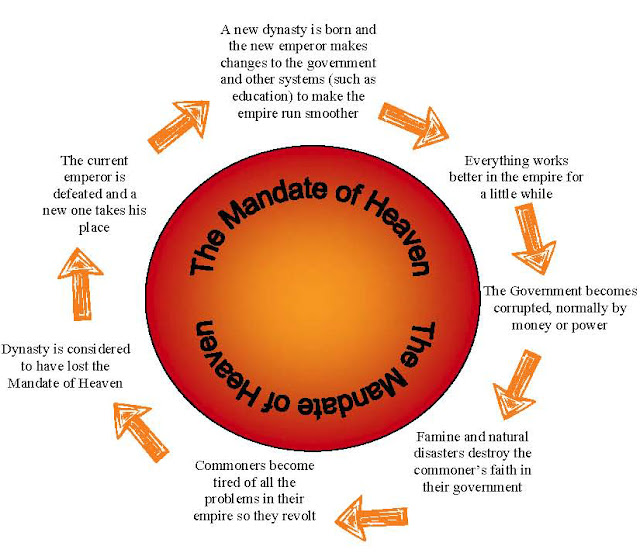 A new dynasty is born and
the new emperor makes
changes to the government
and other systems (such as
education) to make the
empire run smoother
Everything works
better in the empire for
a little while
The Government becomes
corrupted, normally by
money or power
Famine and natural
disasters destroy the
commoner's faith in
their government
Commoners become
tired of all the
problems in their
empire so they revolt
Dynasty is considered
to have lost the
Mandate of Heaven
The current
emperor is
defeated and a
new one takes his
place
The Mandate of Heaven
The Mandate of Heaven